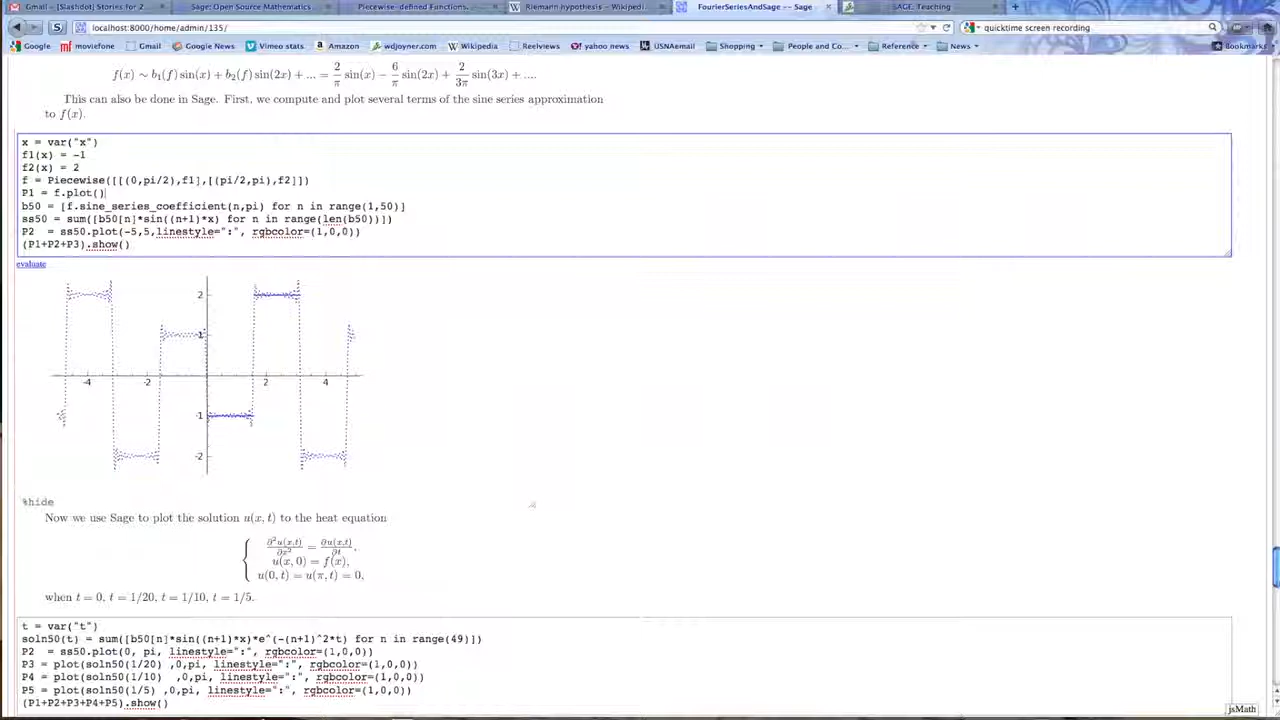 Gmail - [Slashdot] Stories for 2
Sage: Open Source Mathematics
Piecewise-defined Functions,
Riemann hypothesis - Wikipedi
FourierSeriesAndSage -- Sage
SAGE, Teaching
localhost:8000/home/admin/135/
quicktime screen recording
Google moviefone Gmail Google News Vimeo stats Amazon wdjoyner.com Wikipedia Reelviews yahoo news USNAemail Shopping People and Co... Reference News Bookmarks
f(x) ∼ b₁(f) sin(x) + b₂(f) sin(2x) + ... = 2/π sin(x) − 6/π sin(2x) + 2/3π sin(3x) + ....
This can also be done in Sage. First, we compute and plot several terms of the sine series approximation
to f(x).
x = var("x")
f1(x) = -1
f2(x) = 2
f = Piecewise([[(0,pi/2),f1],[(pi/2,pi),f2]])
P1 = f.plot()
b50 = [f.sine_series_coefficient(n,pi) for n in range(1,50)]
ss50 = sum([b50[n]*sin((n+1)*x) for n in range(len(b50))])
P2  = ss50.plot(-5,5,linestyle=":", rgbcolor=(1,0,0))
(P1+P2+P3).show()
evaluate
2
1
-4 -2 2 4
-1
-2
%hide
Now we use Sage to plot the solution u(x, t) to the heat equation
∂²u(x,t)/∂x² = ∂u(x,t)/∂t,
u(x, 0) = f(x),
u(0, t) = u(π, t) = 0,
when t = 0, t = 1/20, t = 1/10, t = 1/5.
t = var("t")
soln50(t) = sum([b50[n]*sin((n+1)*x)*e^(-(n+1)^2*t) for n in range(49)])
P2  = ss50.plot(0, pi, linestyle=":", rgbcolor=(1,0,0))
P3 = plot(soln50(1/20) ,0,pi, linestyle=":", rgbcolor=(1,0,0))
P4 = plot(soln50(1/10)  ,0,pi, linestyle=":", rgbcolor=(1,0,0))
P5 = plot(soln50(1/5) ,0,pi, linestyle=":", rgbcolor=(1,0,0))
(P1+P2+P3+P4+P5).show()
jsMath